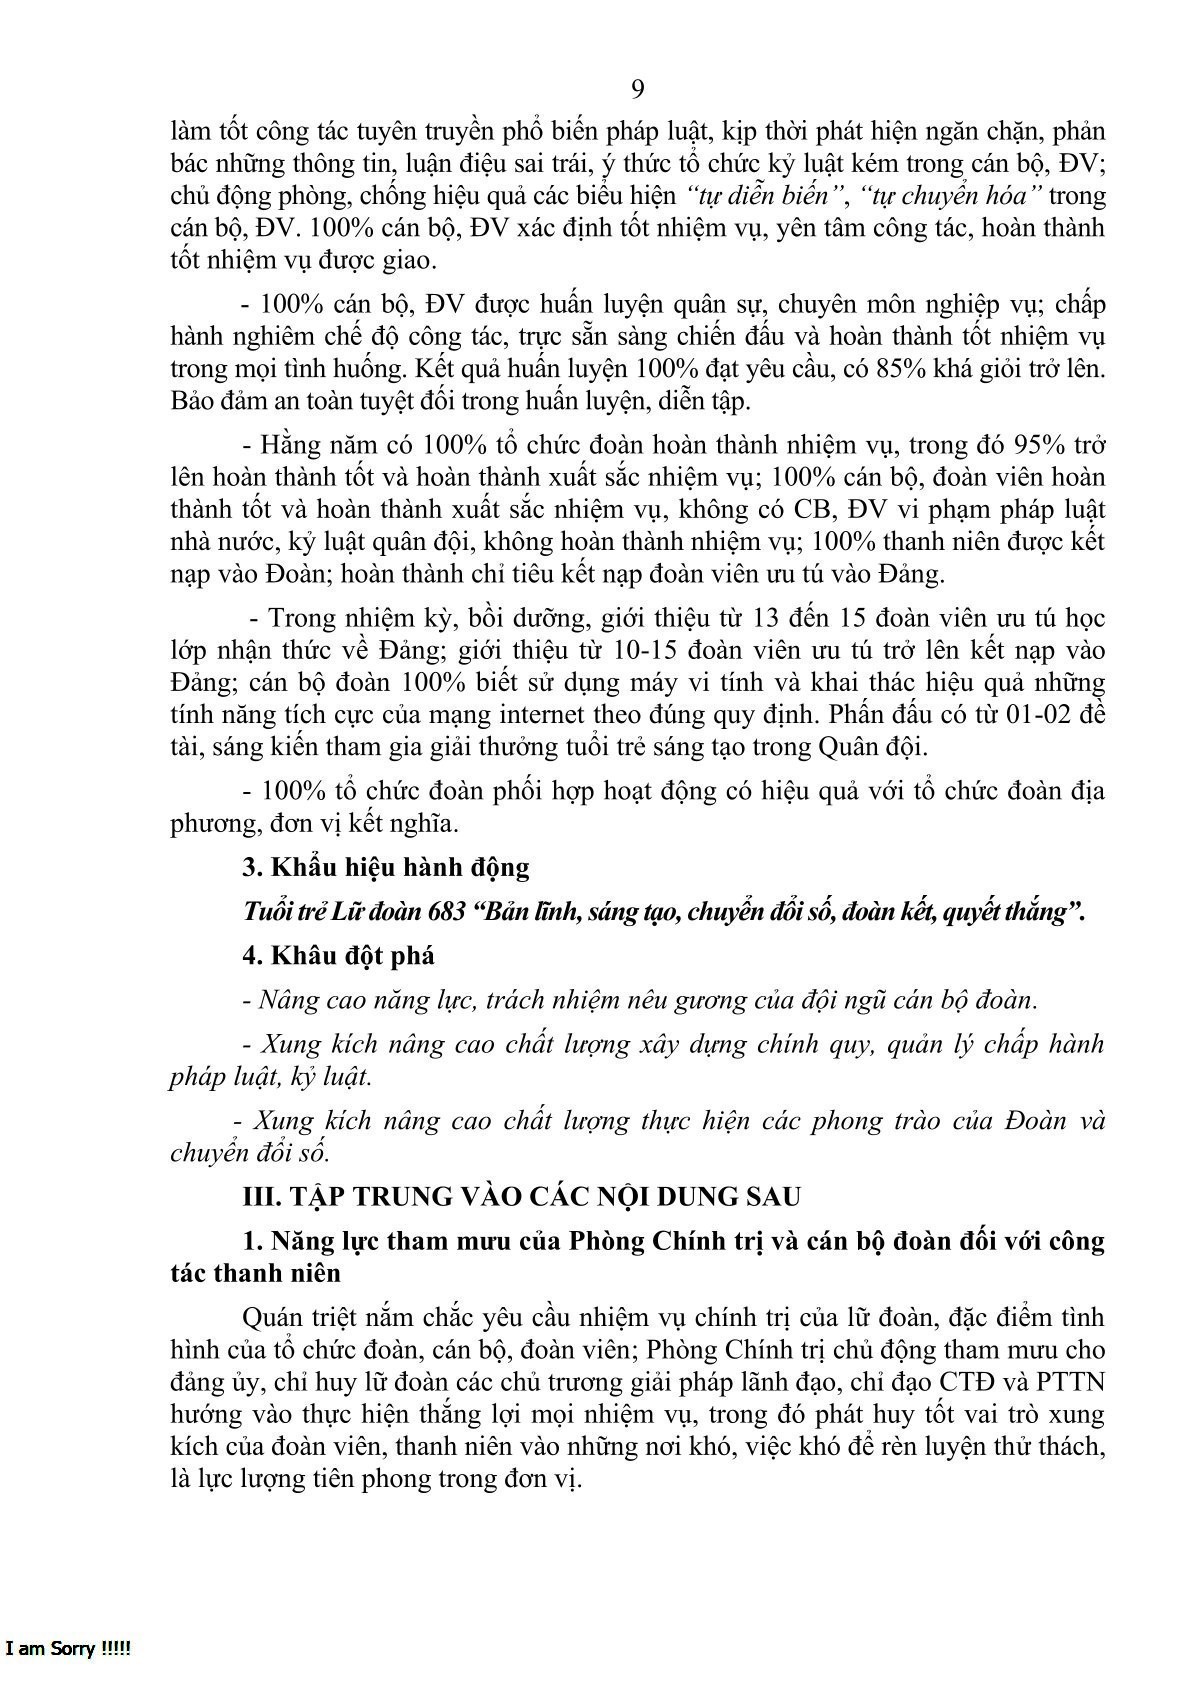 9
làm tốt công tác tuyên truyền phổ biến pháp luật, kịp thời phát hiện ngăn chặn, phản
bác những thông tin, luận điệu sai trái, ý thức tổ chức kỷ luật kém trong cán bộ, ĐV;
chủ động phòng, chống hiệu quả các biểu hiện “tự diễn biến”, “tự chuyển hóa” trong
cán bộ, ĐV. 100% cán bộ, ĐV xác định tốt nhiệm vụ, yên tâm công tác, hoàn thành
tốt nhiệm vụ được giao.
- 100% cán bộ, ĐV được huấn luyện quân sự, chuyên môn nghiệp vụ; chấp
hành nghiêm chế độ công tác, trực sẵn sàng chiến đấu và hoàn thành tốt nhiệm vụ
trong mọi tình huống. Kết quả huấn luyện 100% đạt yêu cầu, có 85% khá giỏi trở lên.
Bảo đảm an toàn tuyệt đối trong huấn luyện, diễn tập.
- Hằng năm có 100% tổ chức đoàn hoàn thành nhiệm vụ, trong đó 95% trở
lên hoàn thành tốt và hoàn thành xuất sắc nhiệm vụ; 100% cán bộ, đoàn viên hoàn
thành tốt và hoàn thành xuất sắc nhiệm vụ, không có CB, ĐV vi phạm pháp luật
nhà nước, kỷ luật quân đội, không hoàn thành nhiệm vụ; 100% thanh niên được kết
nạp vào Đoàn; hoàn thành chỉ tiêu kết nạp đoàn viên ưu tú vào Đảng.
- Trong nhiệm kỳ, bồi dưỡng, giới thiệu từ 13 đến 15 đoàn viên ưu tú học
lớp nhận thức về Đảng; giới thiệu từ 10-15 đoàn viên ưu tú trở lên kết nạp vào
Đảng; cán bộ đoàn 100% biết sử dụng máy vi tính và khai thác hiệu quả những
tính năng tích cực của mạng internet theo đúng quy định. Phấn đấu có từ 01-02 đề
tài, sáng kiến tham gia giải thưởng tuổi trẻ sáng tạo trong Quân đội.
- 100% tổ chức đoàn phối hợp hoạt động có hiệu quả với tổ chức đoàn địa
phương, đơn vị kết nghĩa.
3. Khẩu hiệu hành động
Tuổi trẻ Lữ đoàn 683 “Bản lĩnh, sáng tạo, chuyển đổi số, đoàn kết, quyết thắng”.
4. Khâu đột phá
- Nâng cao năng lực, trách nhiệm nêu gương của đội ngũ cán bộ đoàn.
- Xung kích nâng cao chất lượng xây dựng chính quy, quản lý chấp hành
pháp luật, kỷ luật.
- Xung kích nâng cao chất lượng thực hiện các phong trào của Đoàn và
chuyển đổi số.
III. TẬP TRUNG VÀO CÁC NỘI DUNG SAU
1. Năng lực tham mưu của Phòng Chính trị và cán bộ đoàn đối với công
tác thanh niên
Quán triệt nắm chắc yêu cầu nhiệm vụ chính trị của lữ đoàn, đặc điểm tình
hình của tổ chức đoàn, cán bộ, đoàn viên; Phòng Chính trị chủ động tham mưu cho
đảng ủy, chỉ huy lữ đoàn các chủ trương giải pháp lãnh đạo, chỉ đạo CTĐ và PTTN
hướng vào thực hiện thắng lợi mọi nhiệm vụ, trong đó phát huy tốt vai trò xung
kích của đoàn viên, thanh niên vào những nơi khó, việc khó để rèn luyện thử thách,
là lực lượng tiên phong trong đơn vị.
I am Sorry !!!!!